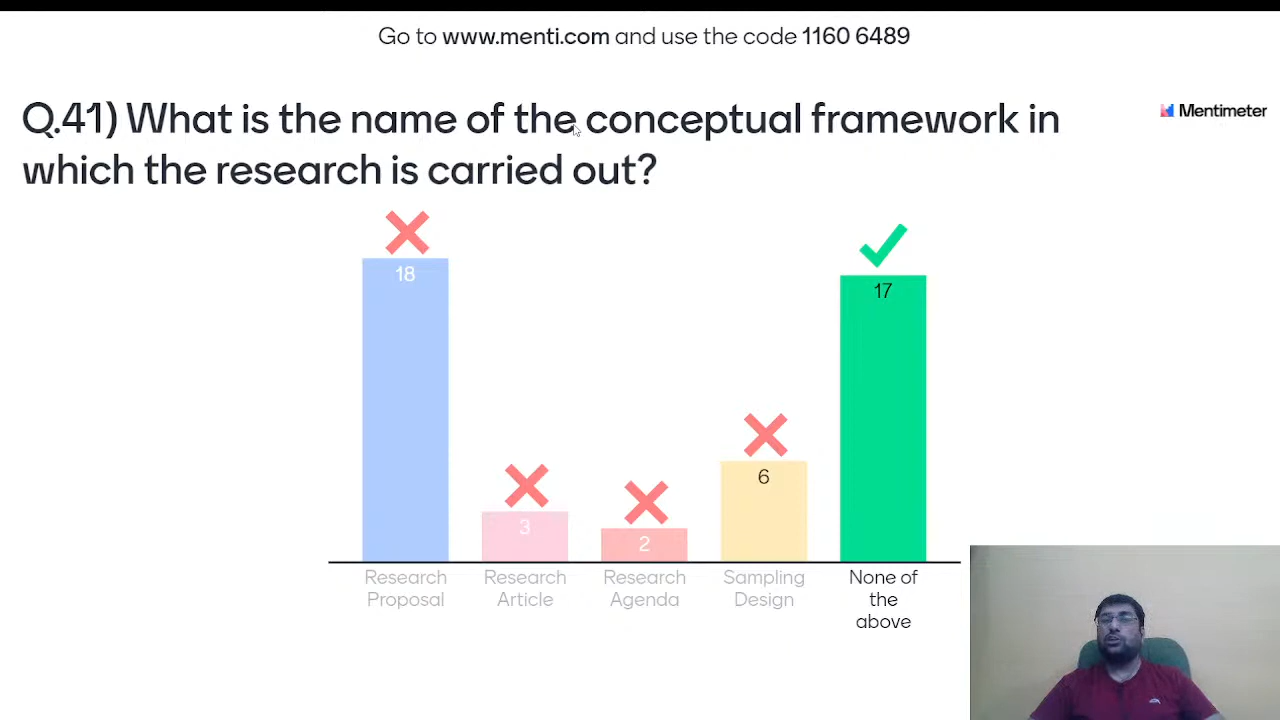 Go to www.menti.com and use the code 1160 6489
Q.41) What is the name of the conceptual framework in
which the research is carried out?
Mentimeter
18
3
2
6
17
Research
Proposal
Research
Article
Research
Agenda
Sampling
Design
None of
the
above